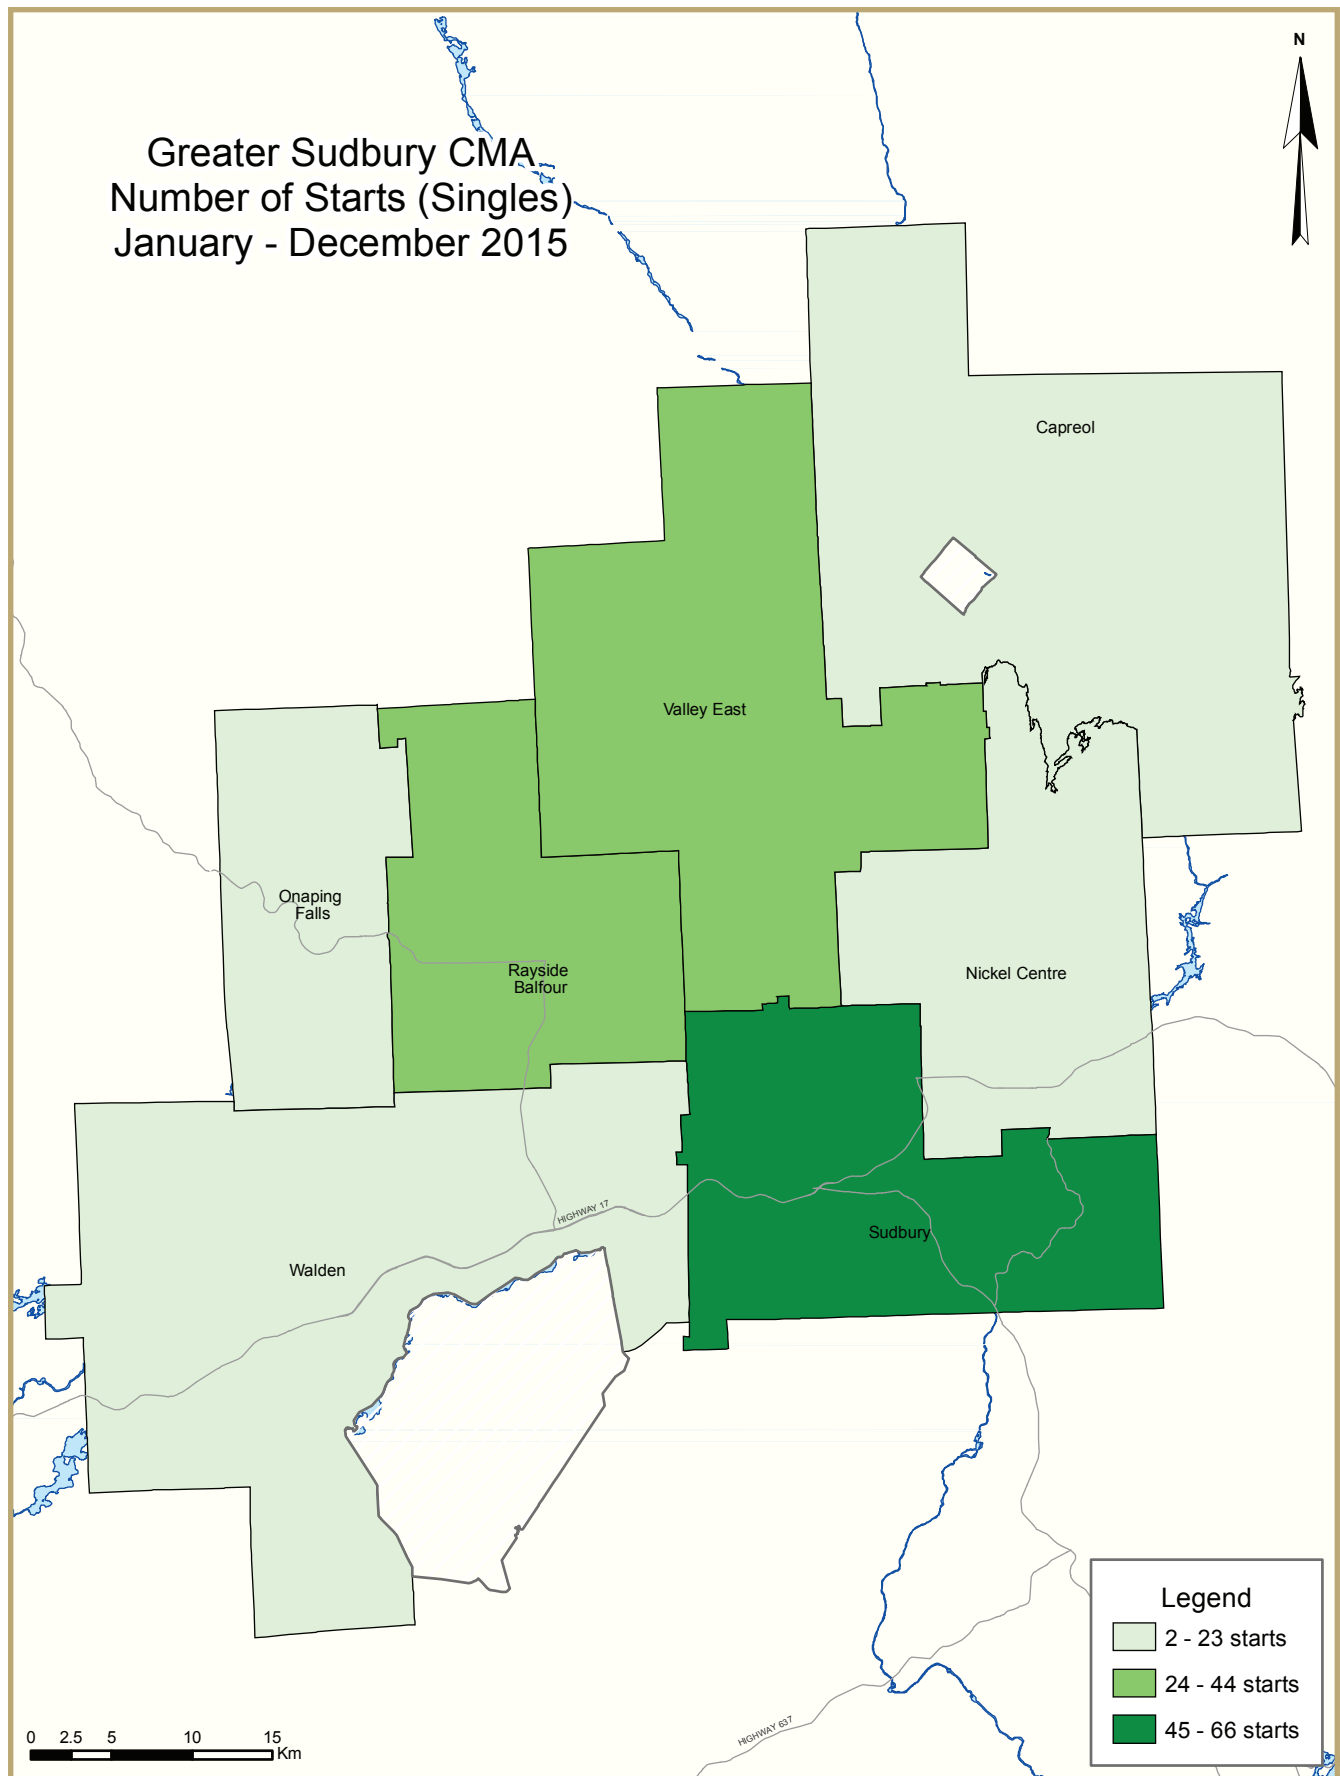 N
Greater Sudbury CMA
Number of Starts (Singles)
January - December 2015
Capreol
Valley East
Onaping
Falls
Rayside
Balfour
Nickel Centre
HIGHWAY 17
Sudbury
Walden
HIGHWAY 637
Legend
2 - 23 starts
24 - 44 starts
45 - 66 starts
0 2.5 5 10 15
Km